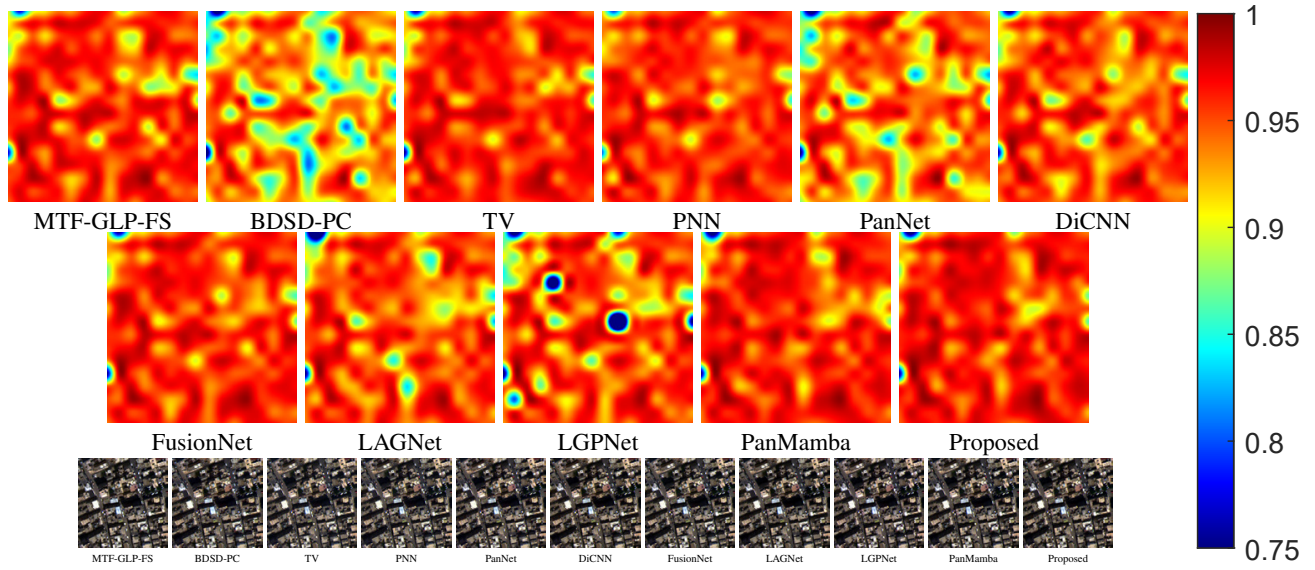 MTF-GLP-FS BDSD-PC TV PNN PanNet DiCNN
FusionNet LAGNet LGPNet PanMamba Proposed
MTF-GLP-FS BDSD-PC TV PNN PanNet DiCNN FusionNet LAGNet LGPNet PanMamba Proposed
1
0.95
0.9
0.85
0.8
0.75